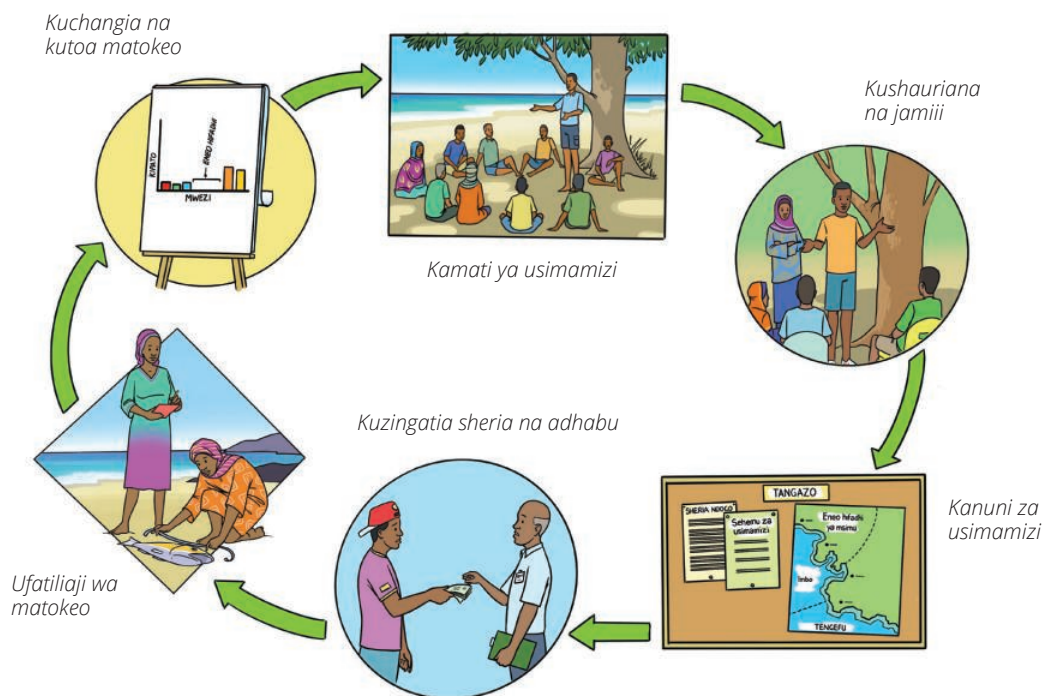 Kuchangia na
kutoa matokeo
KIPATO
ENEO HIFADHI
MWEZI
Kamati ya usimamizi
Kushauriana
na jamiii
TANGAZO
SHERIA NDOGO
Sehemu za
usimamizi
Eneo hifadhi
ya msimu
TENGEFU
Kanuni za
usimamizi
Kuzingatia sheria na adhabu
Ufatiliaji wa
matokeo